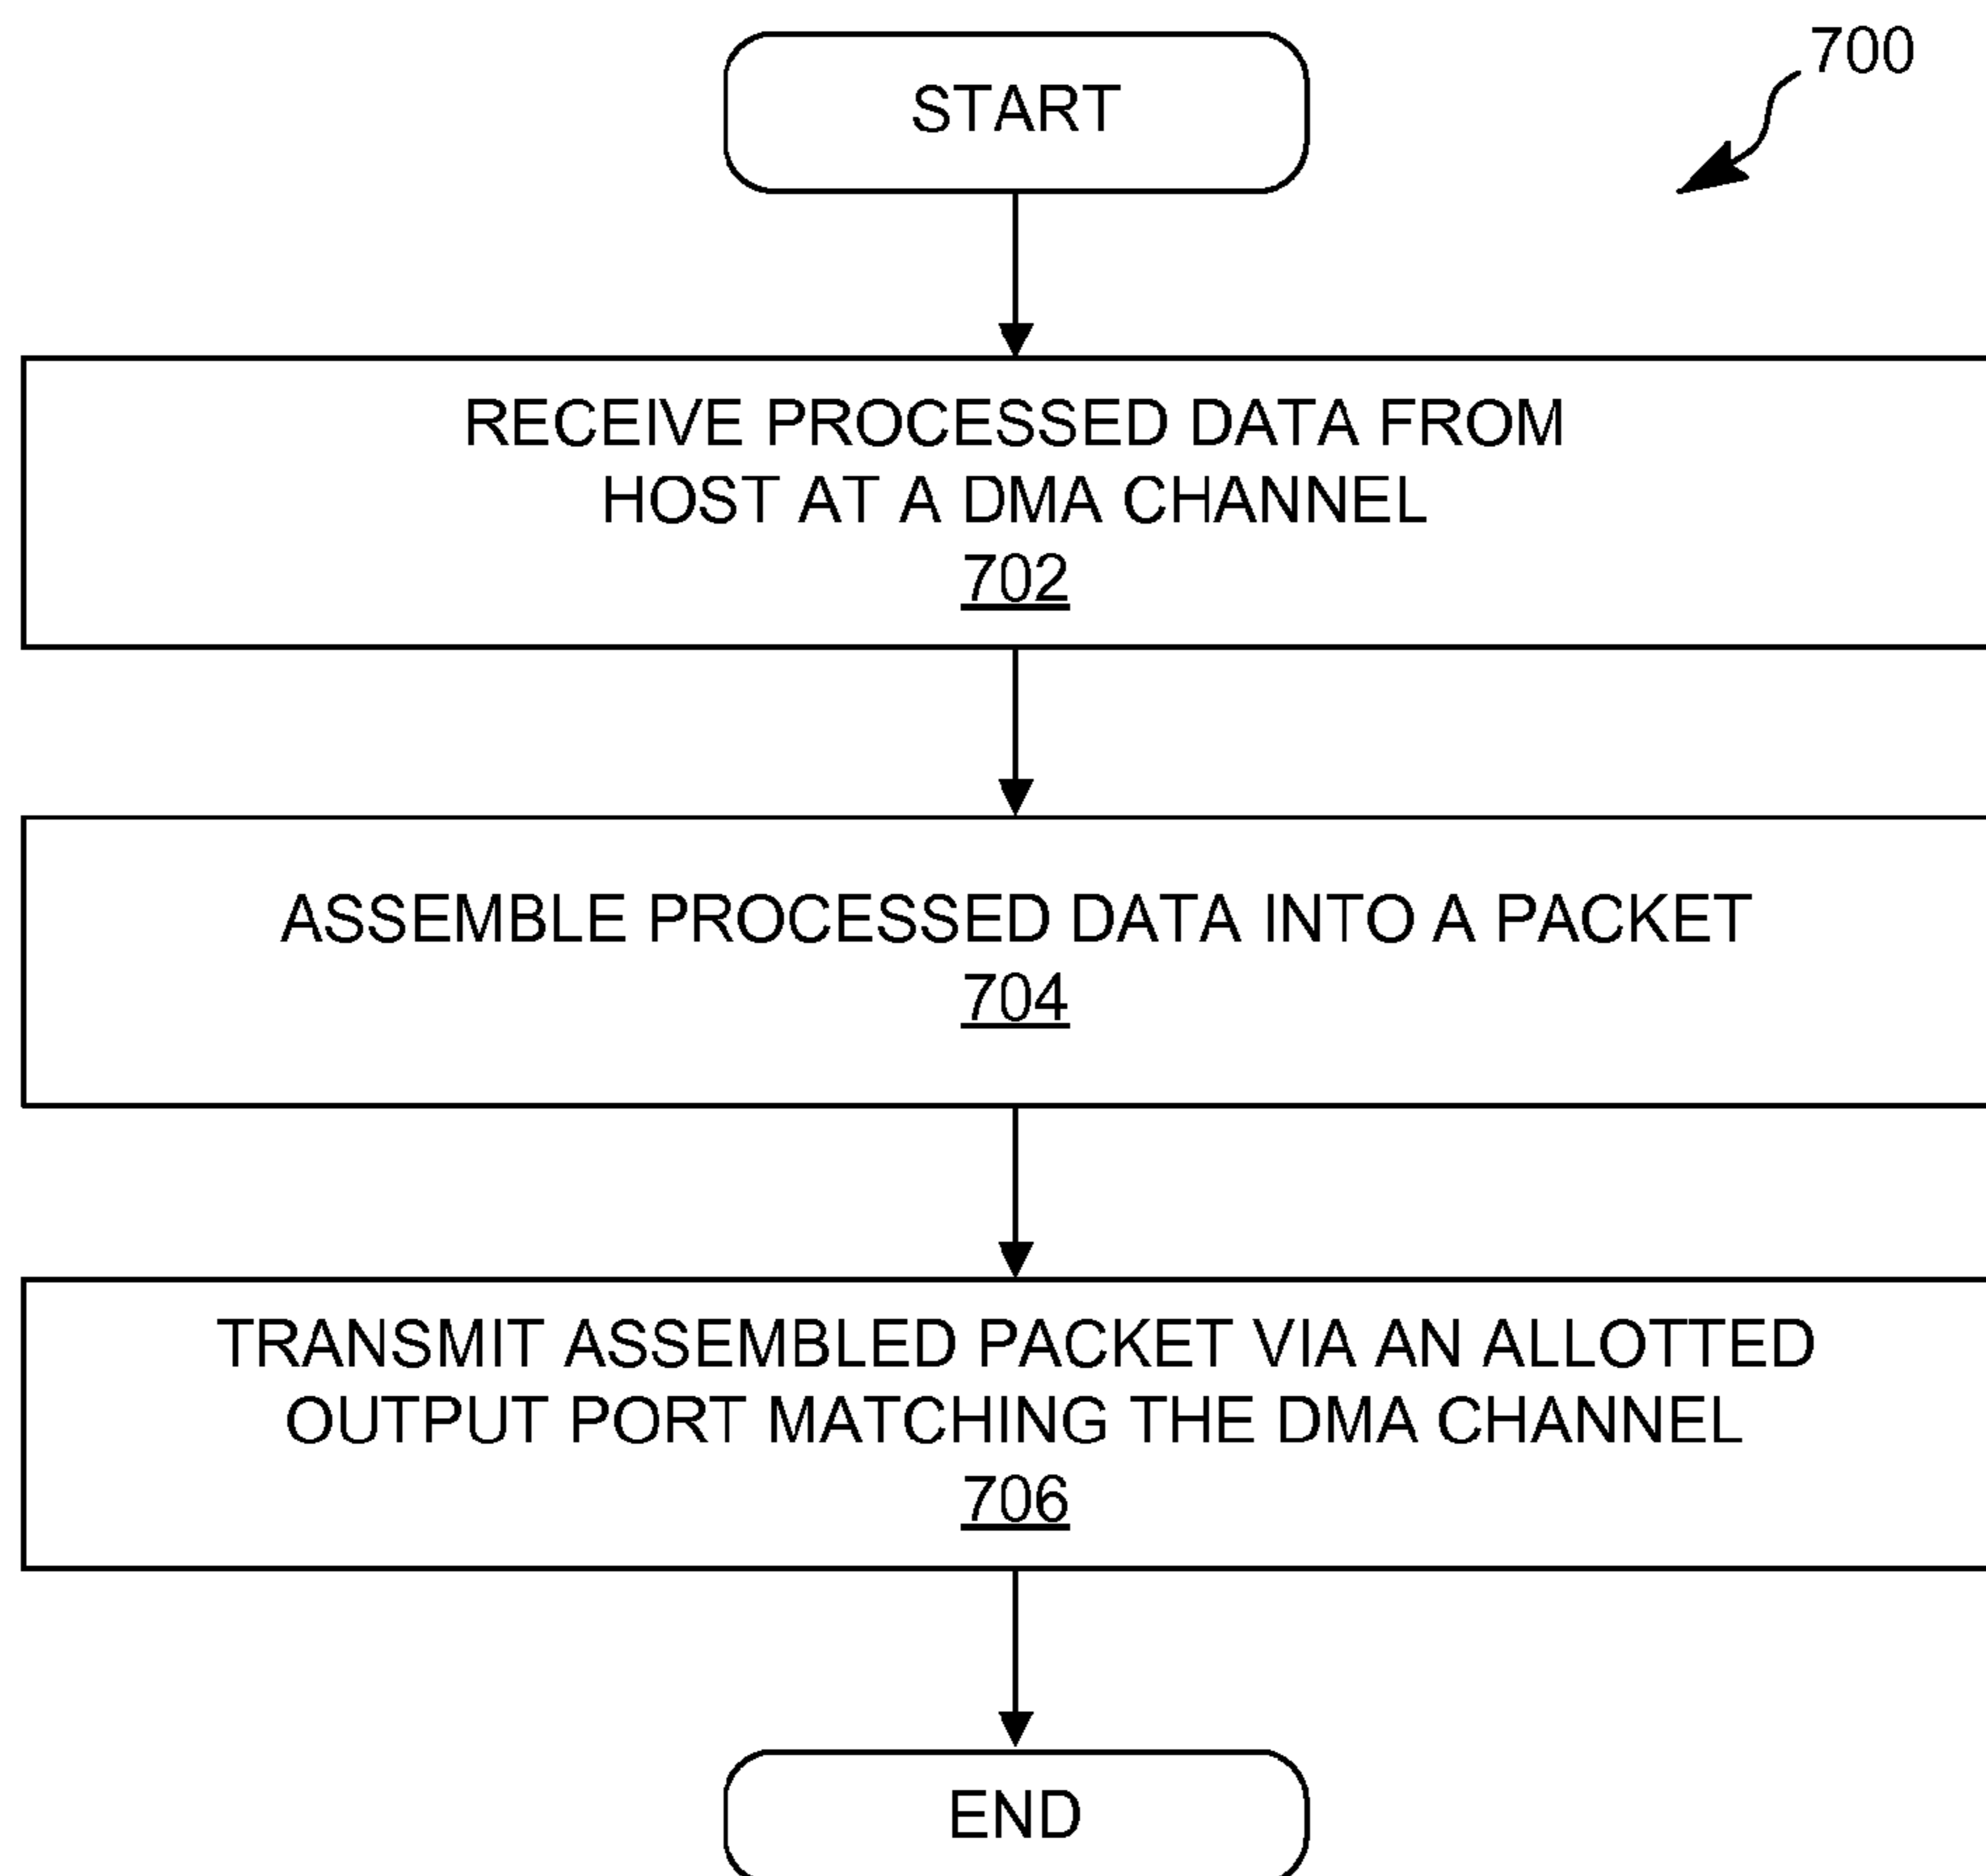 700
START
RECEIVE PROCESSED DATA FROM
HOST AT A DMA CHANNEL
702
ASSEMBLE PROCESSED DATA INTO A PACKET
704
TRANSMIT ASSEMBLED PACKET VIA AN ALLOTTED
OUTPUT PORT MATCHING THE DMA CHANNEL
706
END